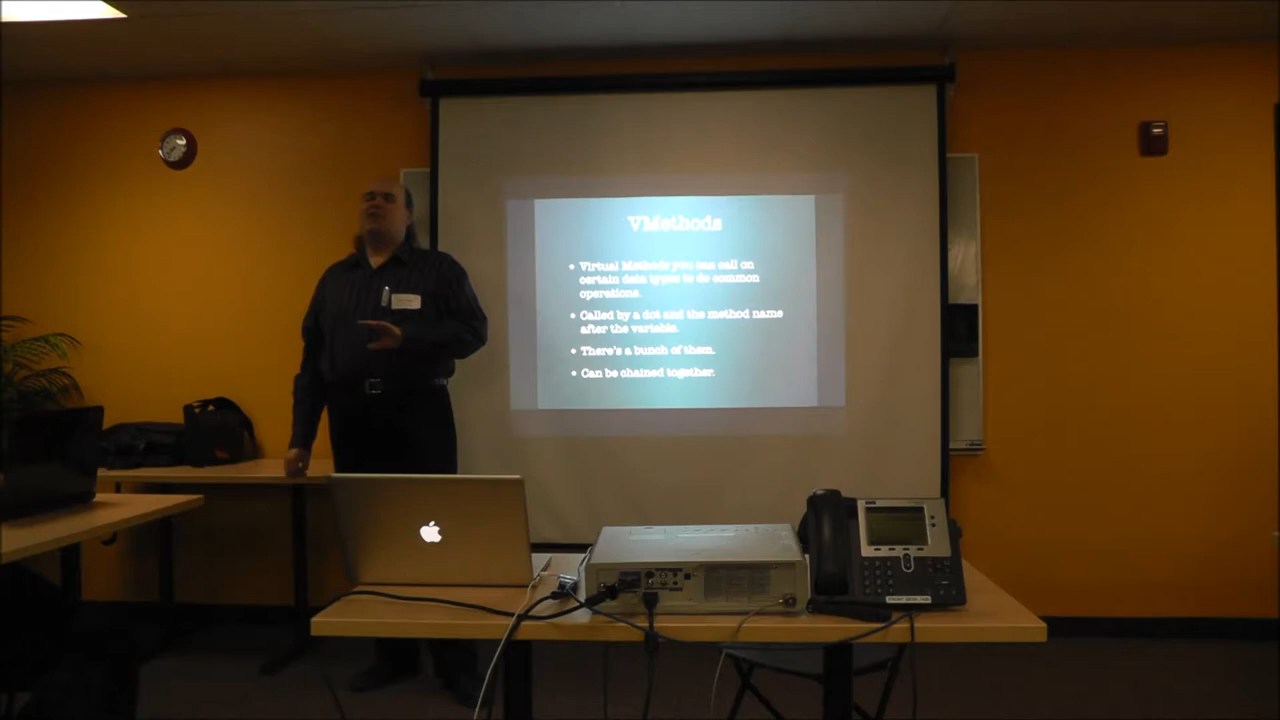 VMethods
• Virtual Methods you can call on
certain data types to do common
operations.
• Called by a dot and the method name
after the variable.
• There's a bunch of them.
• Can be chained together.